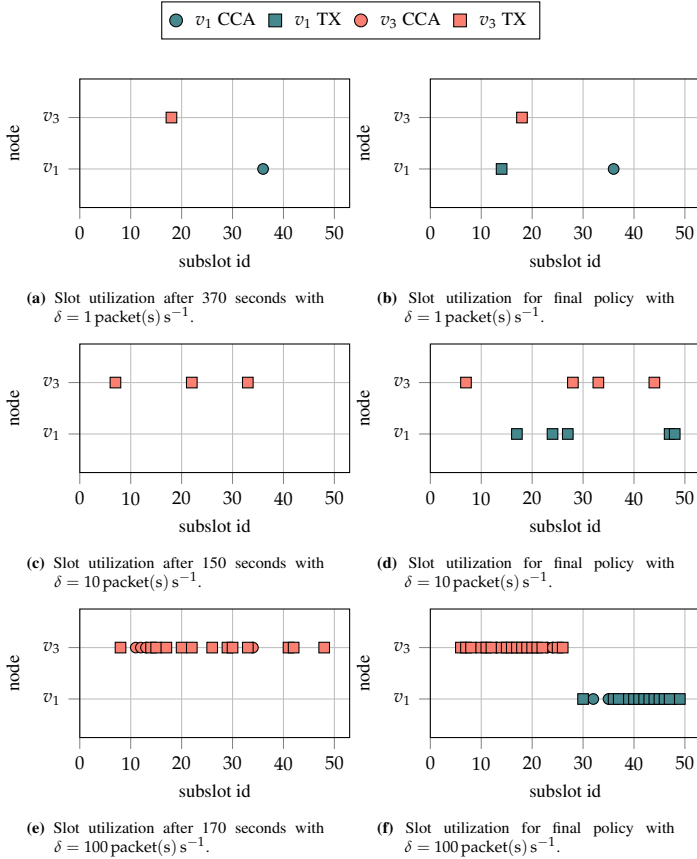 v1 CCA v1 TX v3 CCA v3 TX
node
v3
v1
0 10 20 30 40 50
subslot id
(a) Slot utilization after 370 seconds with
δ = 1 packet(s) s⁻¹.
node
v3
v1
0 10 20 30 40 50
subslot id
(b) Slot utilization for final policy with
δ = 1 packet(s) s⁻¹.
node
v3
v1
0 10 20 30 40 50
subslot id
(c) Slot utilization after 150 seconds with
δ = 10 packet(s) s⁻¹.
node
v3
v1
0 10 20 30 40 50
subslot id
(d) Slot utilization for final policy with
δ = 10 packet(s) s⁻¹.
node
v3
v1
0 10 20 30 40 50
subslot id
(e) Slot utilization after 170 seconds with
δ = 100 packet(s) s⁻¹.
node
v3
v1
0 10 20 30 40 50
subslot id
(f) Slot utilization for final policy with
δ = 100 packet(s) s⁻¹.